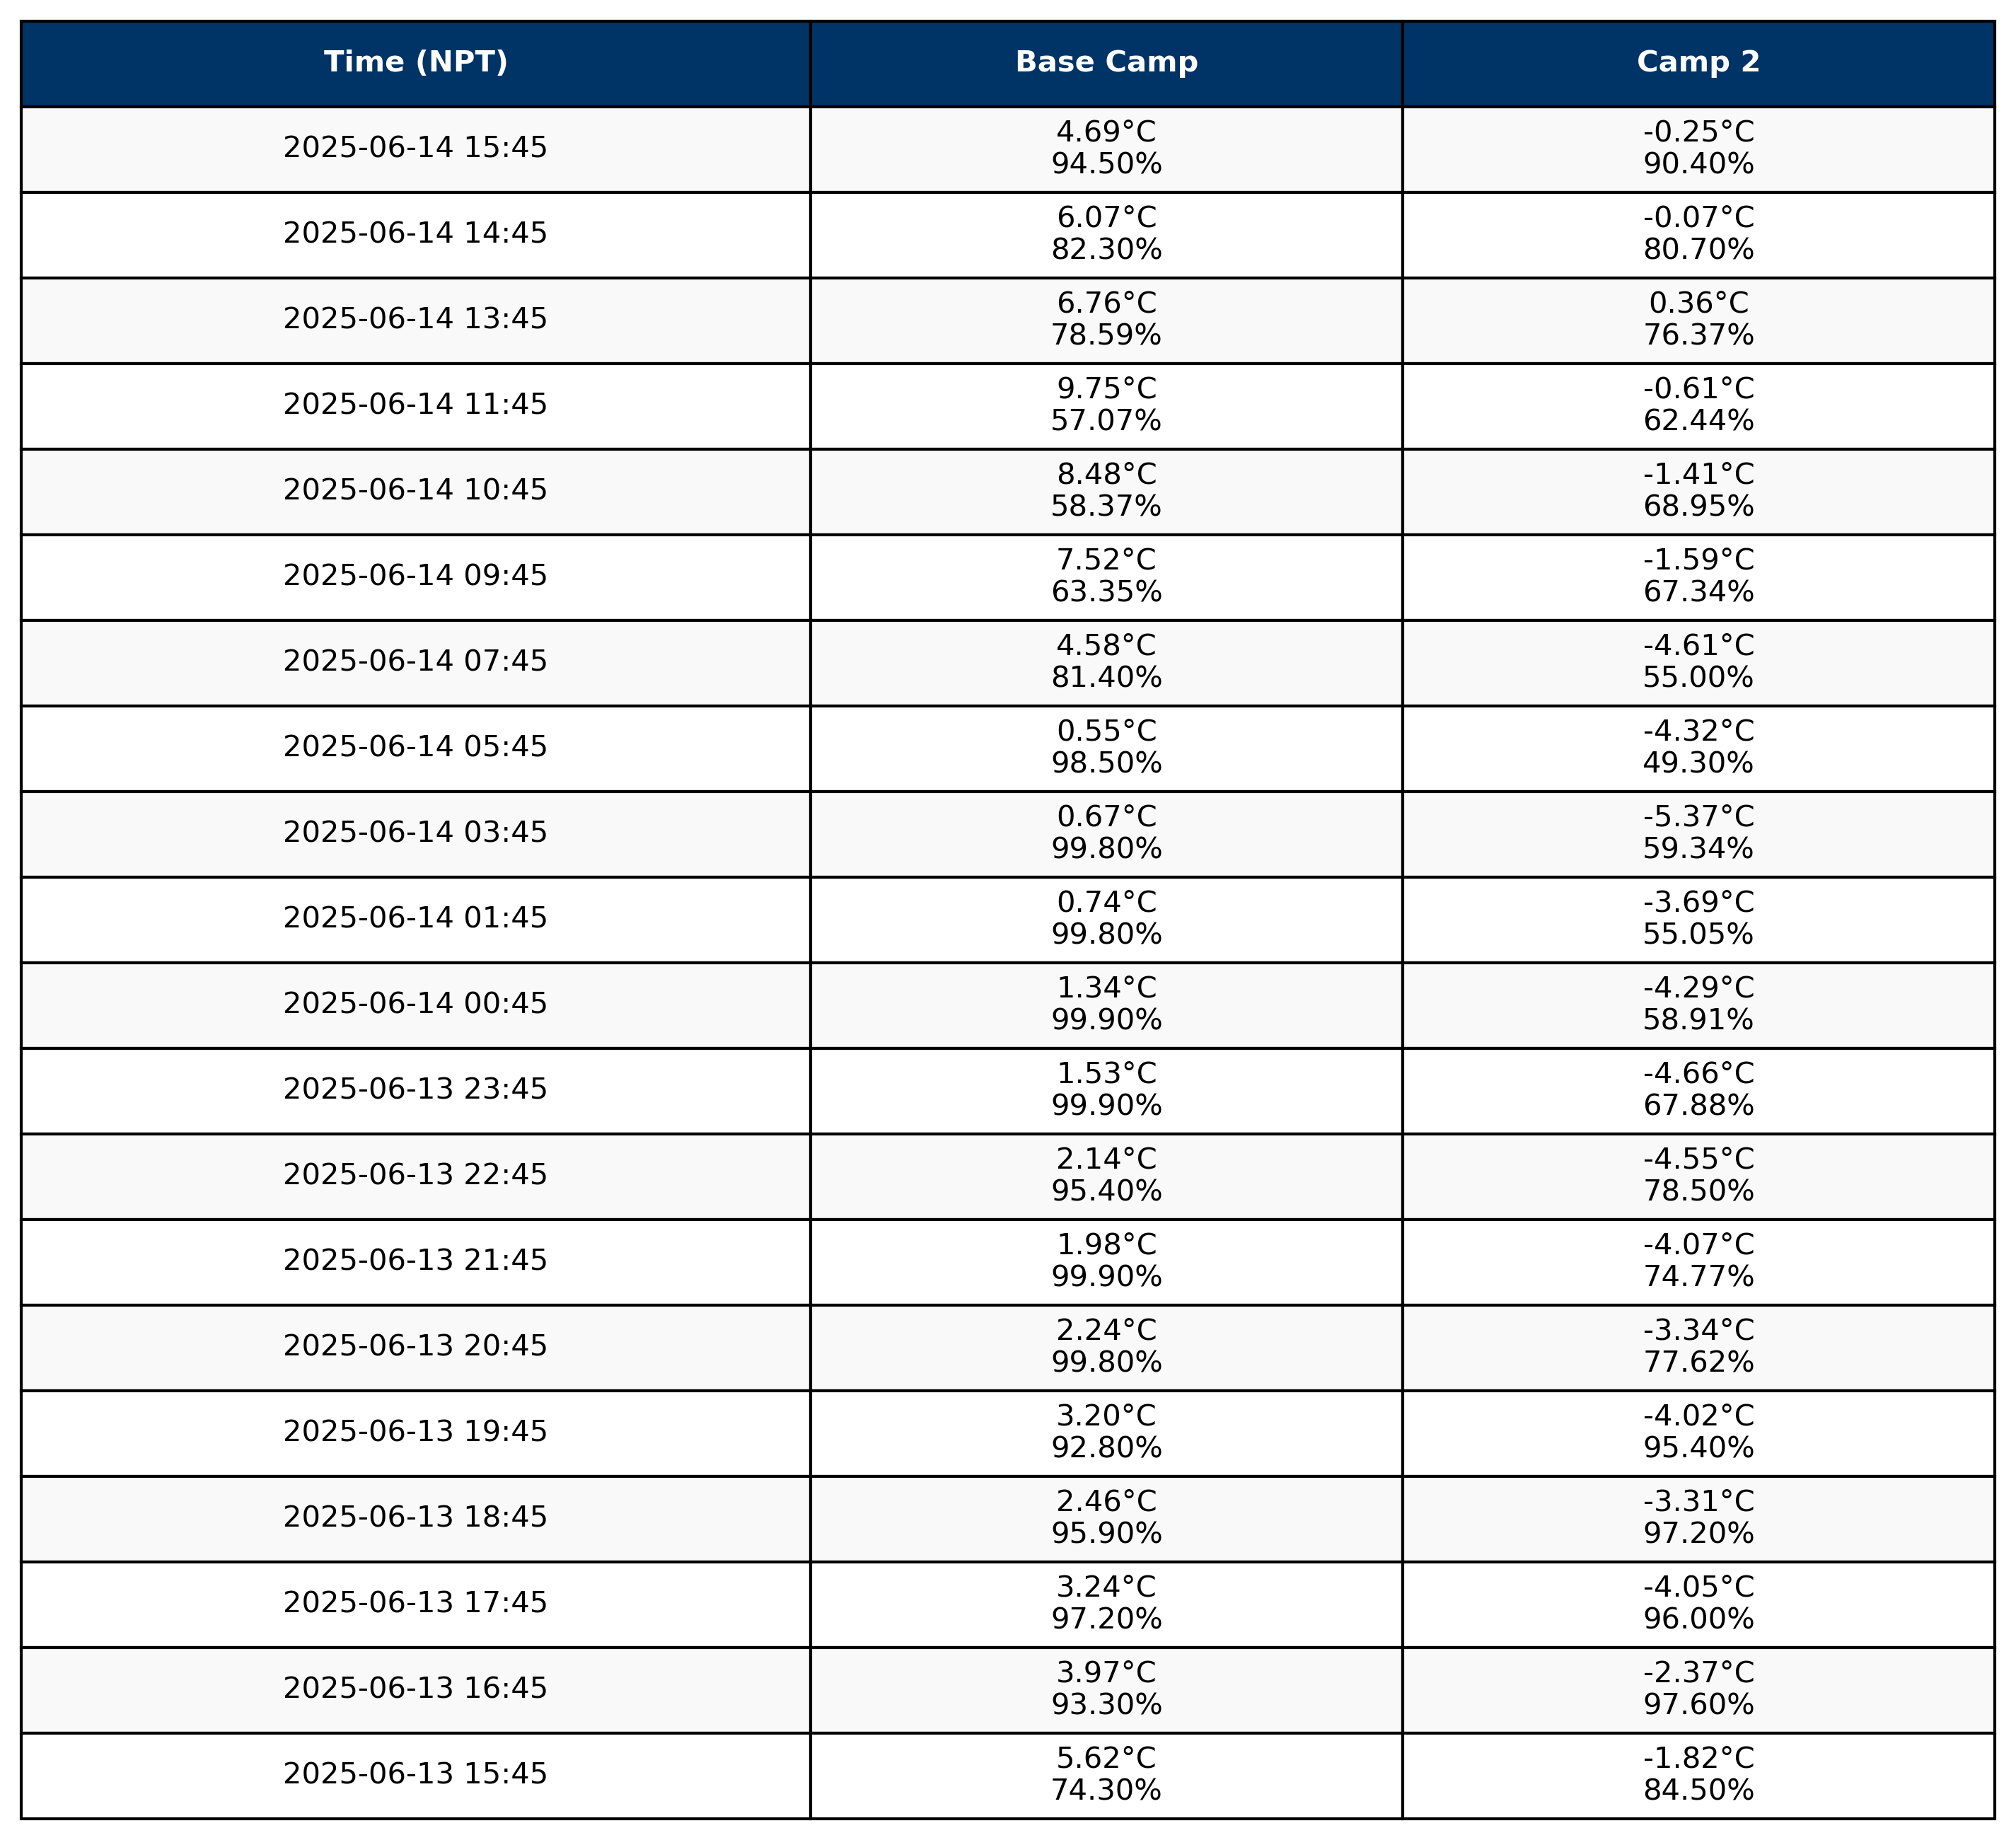 Time (NPT) Base Camp Camp 2
2025-06-14 15:45
4.69°C
94.50%
-0.25°C
90.40%
2025-06-14 14:45
6.07°C
82.30%
-0.07°C
80.70%
2025-06-14 13:45
6.76°C
78.59%
0.36°C
76.37%
2025-06-14 11:45
9.75°C
57.07%
-0.61°C
62.44%
2025-06-14 10:45
8.48°C
58.37%
-1.41°C
68.95%
2025-06-14 09:45
7.52°C
63.35%
-1.59°C
67.34%
2025-06-14 07:45
4.58°C
81.40%
-4.61°C
55.00%
2025-06-14 05:45
0.55°C
98.50%
-4.32°C
49.30%
2025-06-14 03:45
0.67°C
99.80%
-5.37°C
59.34%
2025-06-14 01:45
0.74°C
99.80%
-3.69°C
55.05%
2025-06-14 00:45
1.34°C
99.90%
-4.29°C
58.91%
2025-06-13 23:45
1.53°C
99.90%
-4.66°C
67.88%
2025-06-13 22:45
2.14°C
95.40%
-4.55°C
78.50%
2025-06-13 21:45
1.98°C
99.90%
-4.07°C
74.77%
2025-06-13 20:45
2.24°C
99.80%
-3.34°C
77.62%
2025-06-13 19:45
3.20°C
92.80%
-4.02°C
95.40%
2025-06-13 18:45
2.46°C
95.90%
-3.31°C
97.20%
2025-06-13 17:45
3.24°C
97.20%
-4.05°C
96.00%
2025-06-13 16:45
3.97°C
93.30%
-2.37°C
97.60%
2025-06-13 15:45
5.62°C
74.30%
-1.82°C
84.50%